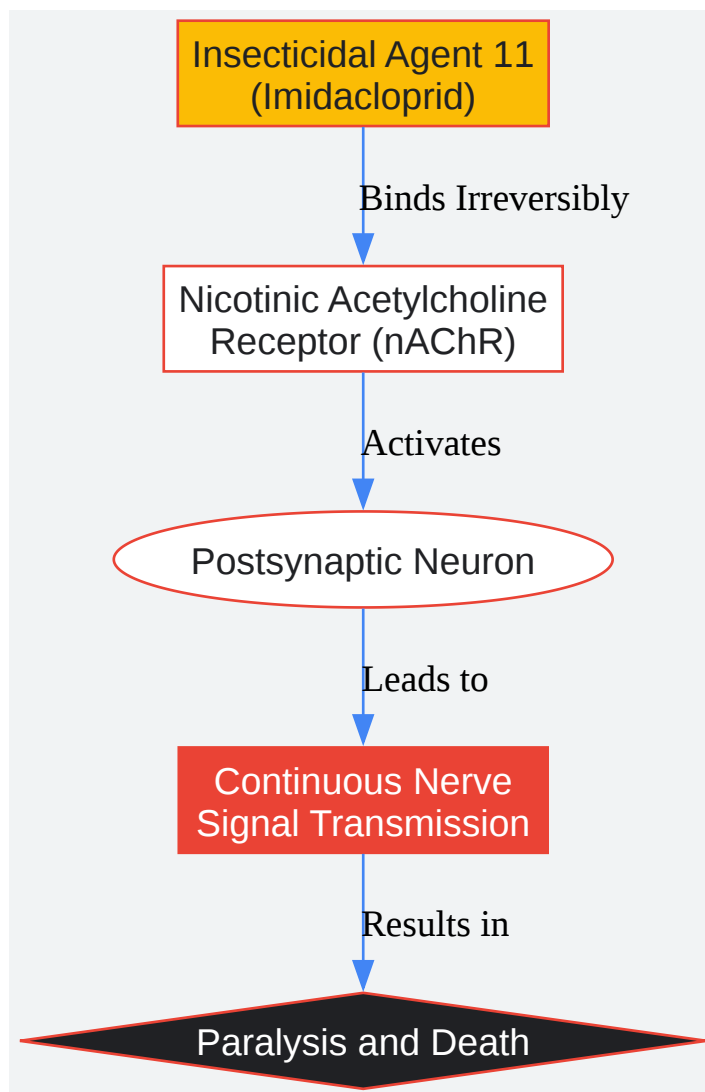 Insecticidal Agent 11
(Imidacloprid)
Binds Irreversibly
Nicotinic Acetylcholine
Receptor (nAChR)
Activates
Postsynaptic Neuron
Leads to
Continuous Nerve
Signal Transmission
Results in
Paralysis and Death